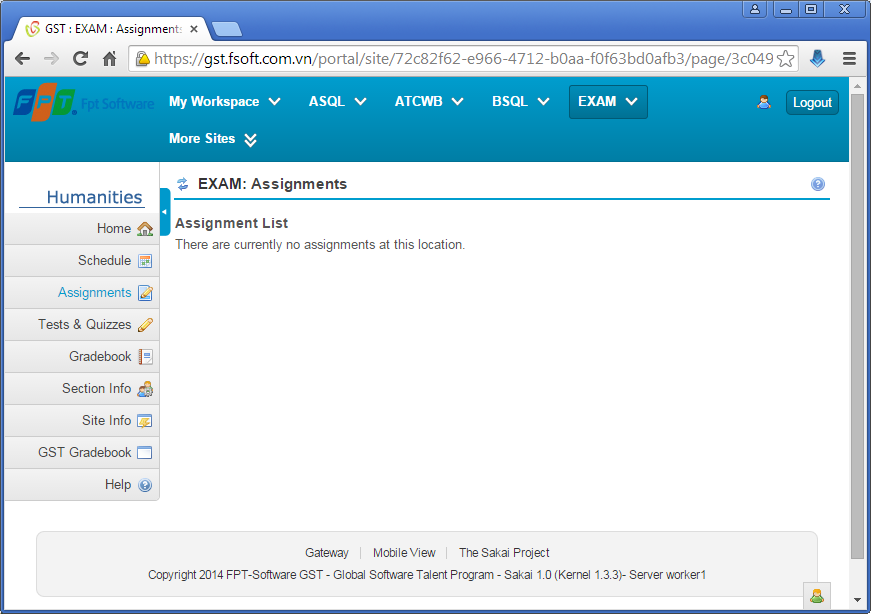 GST : EXAM : Assignments
https://gst.fsoft.com.vn/portal/site/72c82f62-e966-4712-b0aa-f0f63bd0afb3/page/3c049
FPT Fpt Software
My Workspace
ASQL
ATCWB
BSQL
EXAM
Logout
More Sites
Humanities
Home
Schedule
Assignments
Tests & Quizzes
Gradebook
Section Info
Site Info
GST Gradebook
Help
EXAM: Assignments
Assignment List
There are currently no assignments at this location.
Gateway | Mobile View | The Sakai Project
Copyright 2014 FPT-Software GST - Global Software Talent Program - Sakai 1.0 (Kernel 1.3.3)- Server worker1